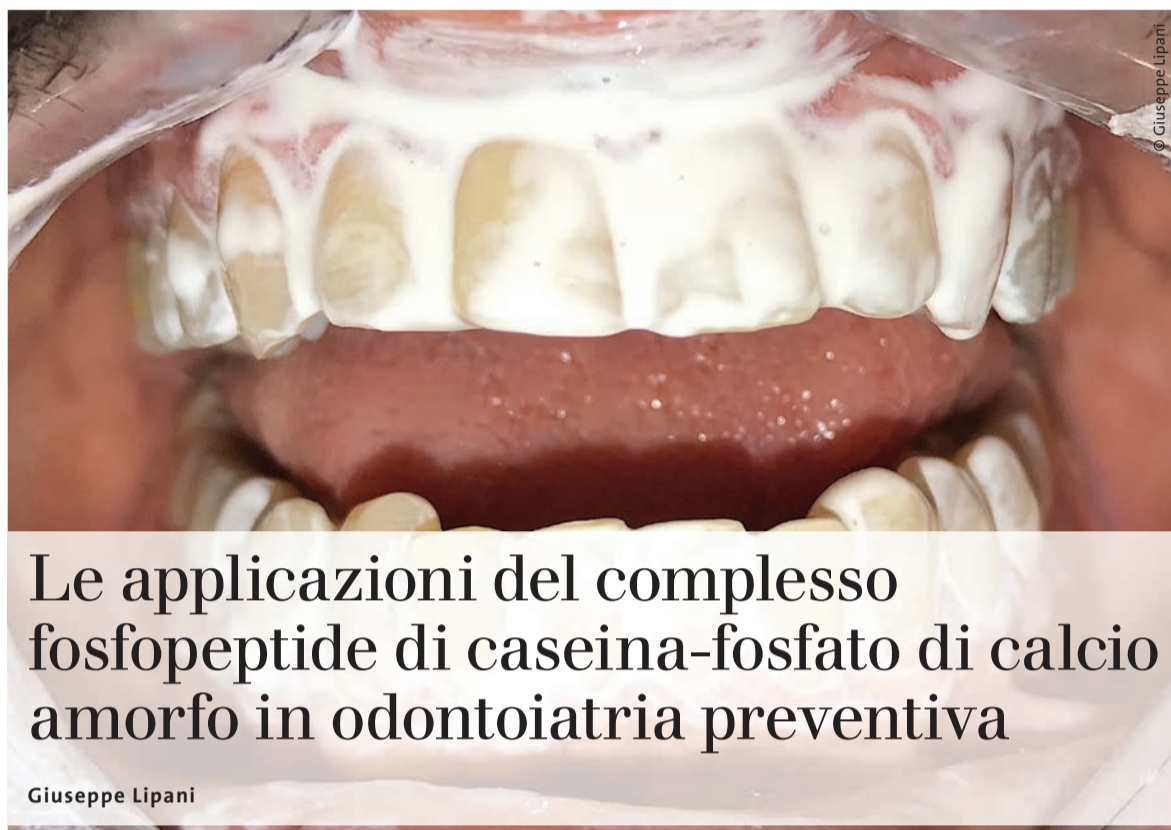 © Giuseppe Lipani
Le applicazioni del complesso
fosfopeptide di caseina-fosfato di calcio
amorfo in odontoiatria preventiva
Giuseppe Lipani